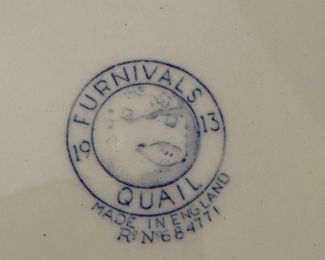 FURNIVALS
19 13
QUAIL
MADE IN ENGLAND
Rᴰ Nº 684771